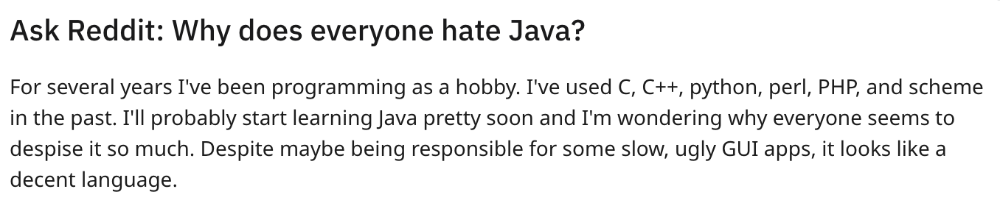 Ask Reddit: Why does everyone hate Java?
For several years I've been programming as a hobby. I've used C, C++, python, perl, PHP, and scheme
in the past. I'll probably start learning Java pretty soon and I'm wondering why everyone seems to
despise it so much. Despite maybe being responsible for some slow, ugly GUI apps, it looks like a
decent language.